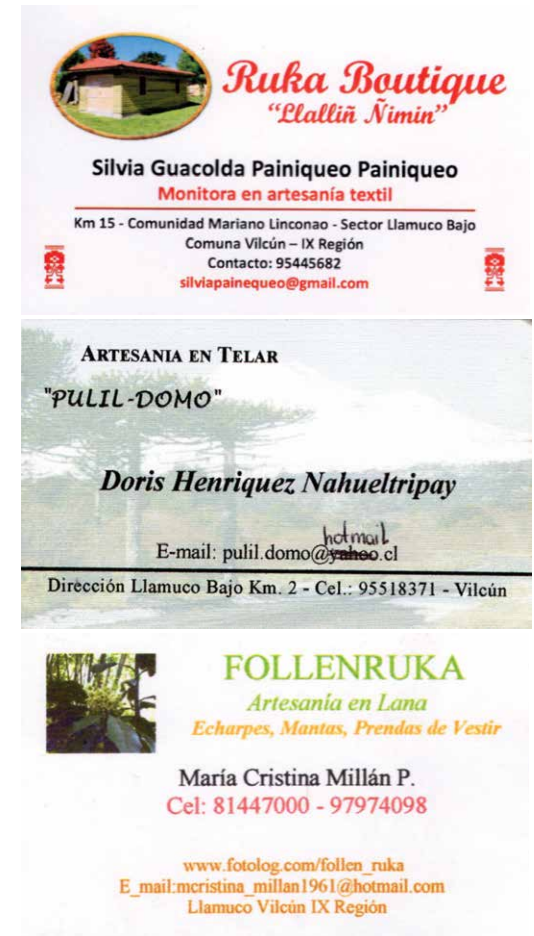 Ruka Boutique
“Llalliñ Ñimin”
Silvia Guacolda Painiqueo Painiqueo
Monitora en artesanía textil
Km 15 - Comunidad Mariano Linconao - Sector Llamuco Bajo
Comuna Vilcún – IX Región
Contacto: 95445682
silviapainequeo@gmail.com
ARTESANIA EN TELAR
"PULIL-DOMO"
Doris Henriquez Nahueltripay
hotmail
E-mail: pulil.domo@yahoo.cl
Dirección Llamuco Bajo Km. 2 - Cel.: 95518371 - Vilcún
FOLLENRUKA
Artesanía en Lana
Echarpes, Mantas, Prendas de Vestir
María Cristina Millán P.
Cel: 81447000 - 97974098
www.fotolog.com/follen_ruka
E_mail:mcristina_millan1961@hotmail.com
Llamuco Vilcún IX Región